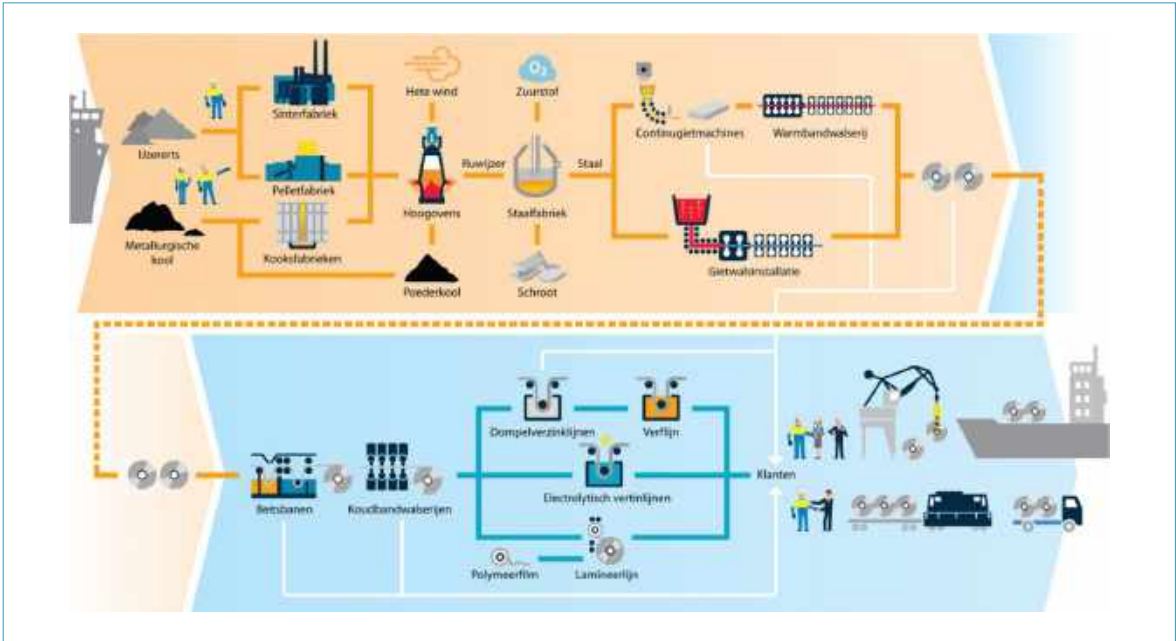 Hete wind
O₂
Zuurstof
Sinterfabriek
Continugietmachines
Warmbandwalserij
IJzererts
Ruwijzer
Staal
Pelletfabriek
Hoogovens
Staalfabriek
Metallurgische
kool
Kooksfabrieken
Gietwalsinstallatie
Poederkool
Schroot
Dompelverzinklijnen
Verflijn
Klanten
Beitsbanen
Koudbandwalserijen
Electrolytisch vertinlijnen
Polymeerfilm
Lamineerlijn